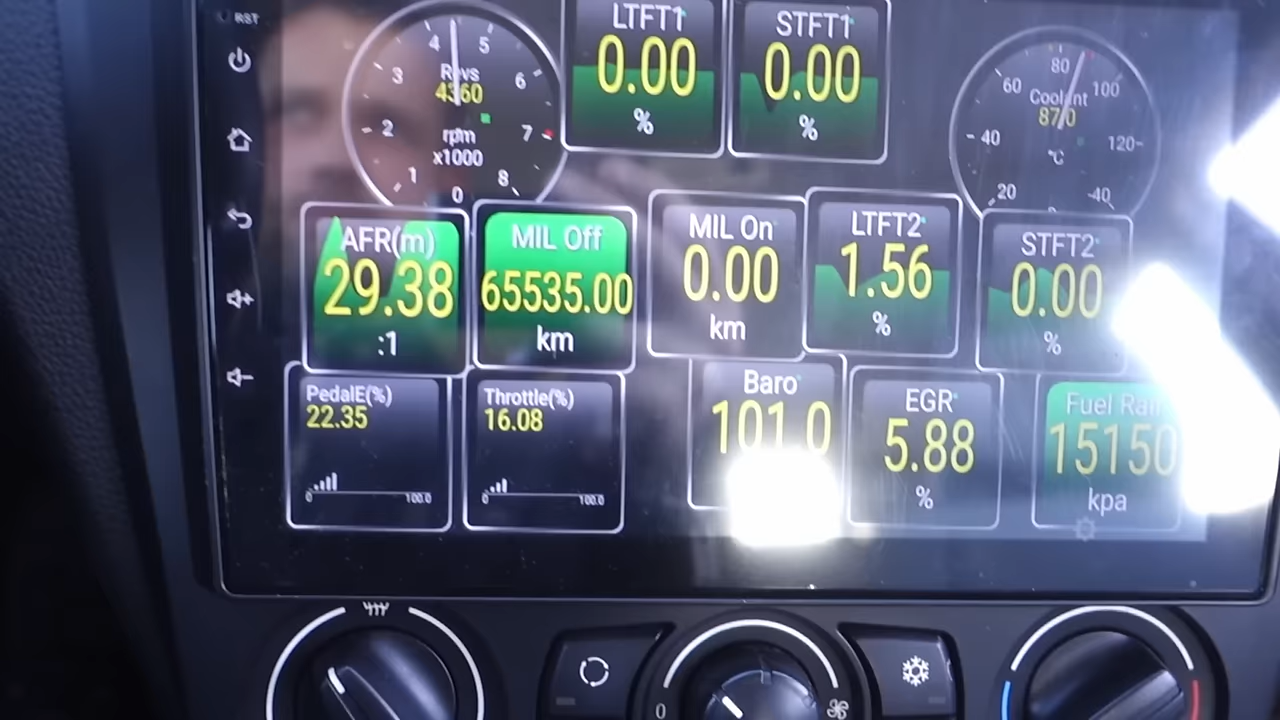 RST
LTFT1
0.00
%
STFT1
0.00
%
4
5
3
6
2
7
1
8
0
Revs
4360
rpm
x1000
80
60
100
40
120
20
-40
Coolant
87.0
°C
AFR(m)
29.38
:1
MIL Off
65535.00
km
MIL On
0.00
km
LTFT2
1.56
%
STFT2
0.00
%
PedalE(%)
22.35
0
100.0
Throttle(%)
16.08
0
100.0
Baro
101.0
EGR
5.88
%
Fuel Rail
15150
kpa
0